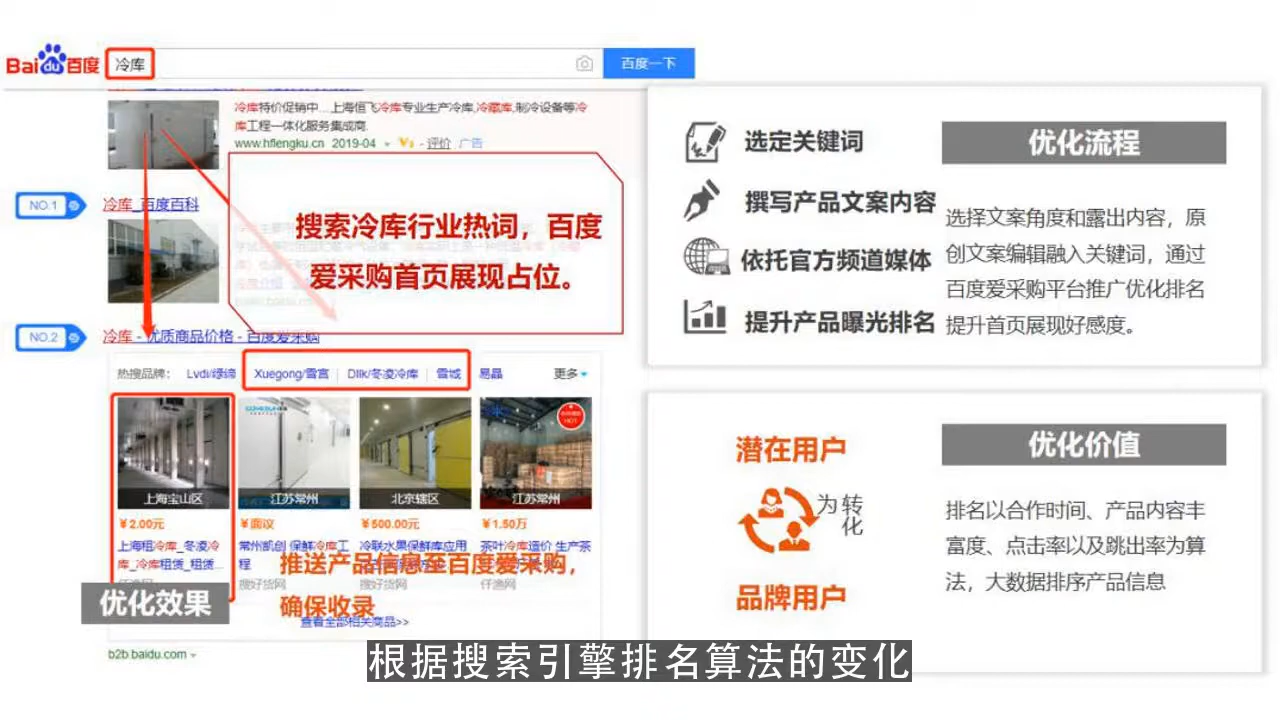 Baidu百度
冷库
百度一下
冷库特价促销中...上海恒飞冷库专业生产冷库,冷藏库,制冷设备等冷
库工程一体化服务集成商.
www.hflengku.cn 2019-04 评价 广告
NO.1
冷库_百度百科
搜索冷库行业热词，百度
爱采购首页展现占位。
NO.2
冷库 - 优质商品价格 - 百度爱采购
热搜品牌： Lvdi/绿缔 Xuegong/雪宫 Dllk/冬凌冷库 雪城 易晶 更多
HOT
上海宝山区
江苏常州
北京辖区
江苏常州
¥2.00元
¥面议
¥500.00元
¥1.50万
上海租冷库_冬凌冷
库_冷库租赁_租赁...
常州凯创 保鲜冷库工
程
冷联水果保鲜库应用
茶叶冷库造价 生产茶
推送产品信息至百度爱采购，
确保收录
搜好货网
搜好货网
仟渔网
优化效果
查看全部相关商品>>
b2b.baidu.com
选定关键词
撰写产品文案内容
依托官方频道媒体
提升产品曝光排名
优化流程
选择文案角度和露出内容，原
创文案编辑融入关键词，通过
百度爱采购平台推广优化排名
提升首页展现好感度。
潜在用户
转化为
品牌用户
优化价值
排名以合作时间、产品内容丰
富度、点击率以及跳出率为算
法，大数据排序产品信息
根据搜索引擎排名算法的变化